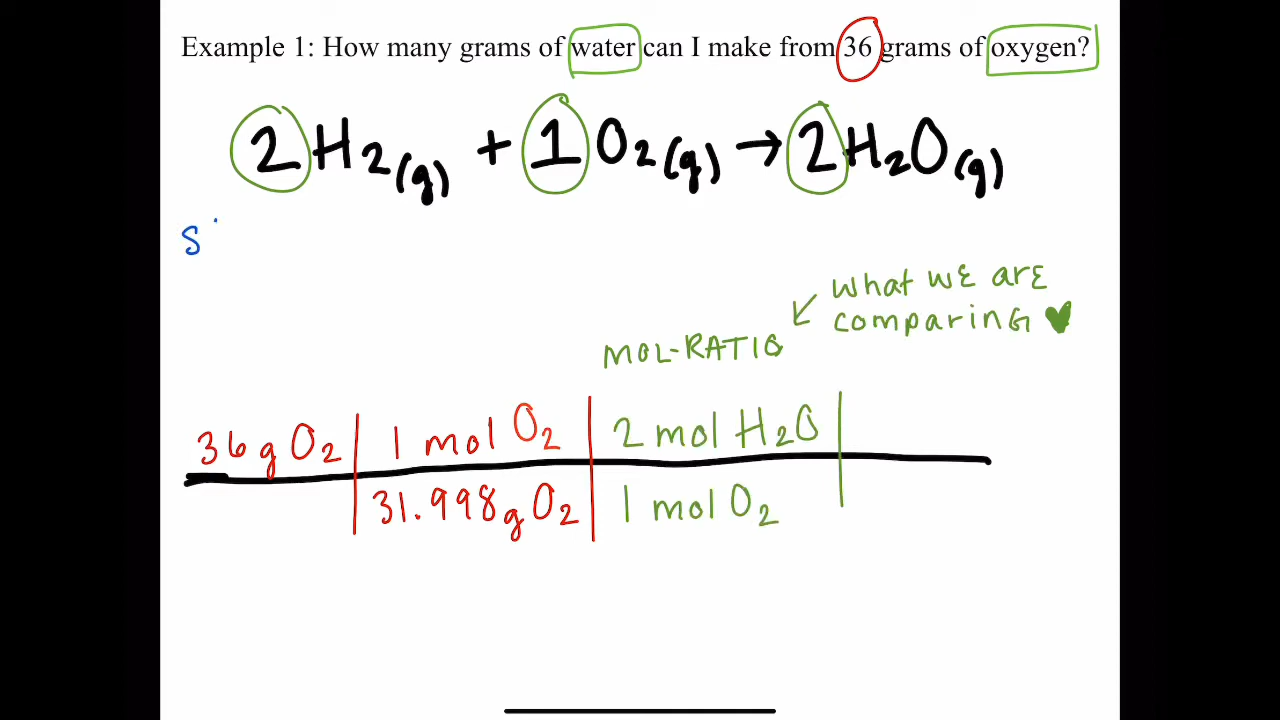 Example 1: How many grams of water can I make from 36 grams of oxygen?
2H₂(g) + 1O₂(g) → 2H₂O(g)
S
WHAT WE ARE
COMPARING ♥
MOL-RATIO
36g O₂ | 1 mol O₂ | 2 mol H₂O |
31.998g O₂ | 1 mol O₂